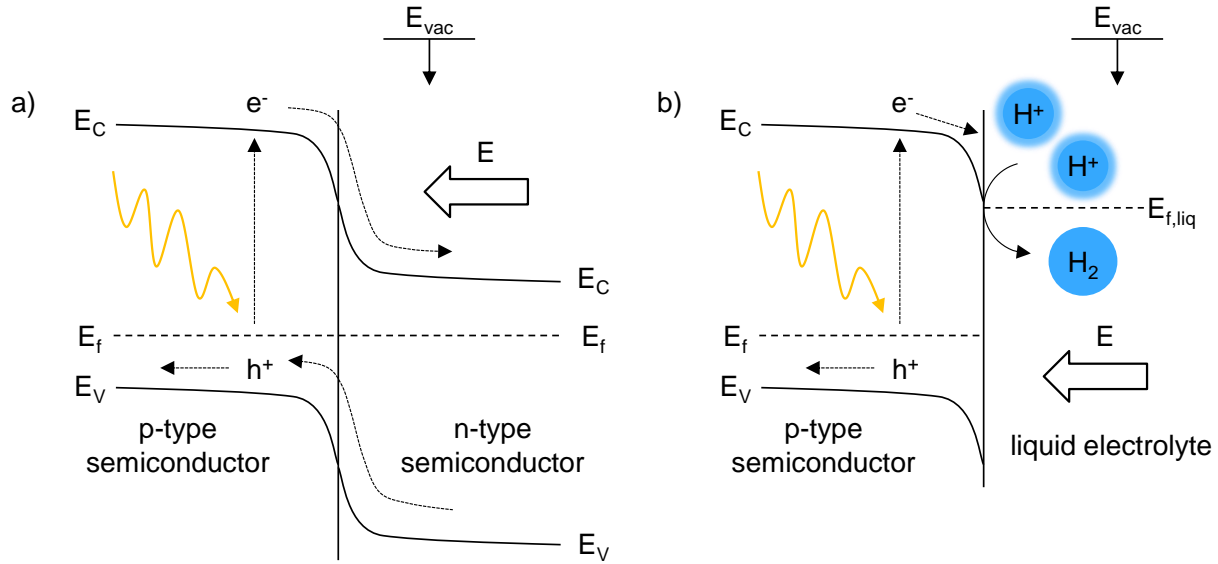 a)
E_vac
e⁻
E_C
E
E_C
E_f
E_f
h⁺
E_V
p-type
semiconductor
n-type
semiconductor
E_V
b)
E_vac
e⁻
H⁺
E_C
H⁺
E_f,liq
H₂
E_f
E
h⁺
E_V
p-type
semiconductor
liquid electrolyte